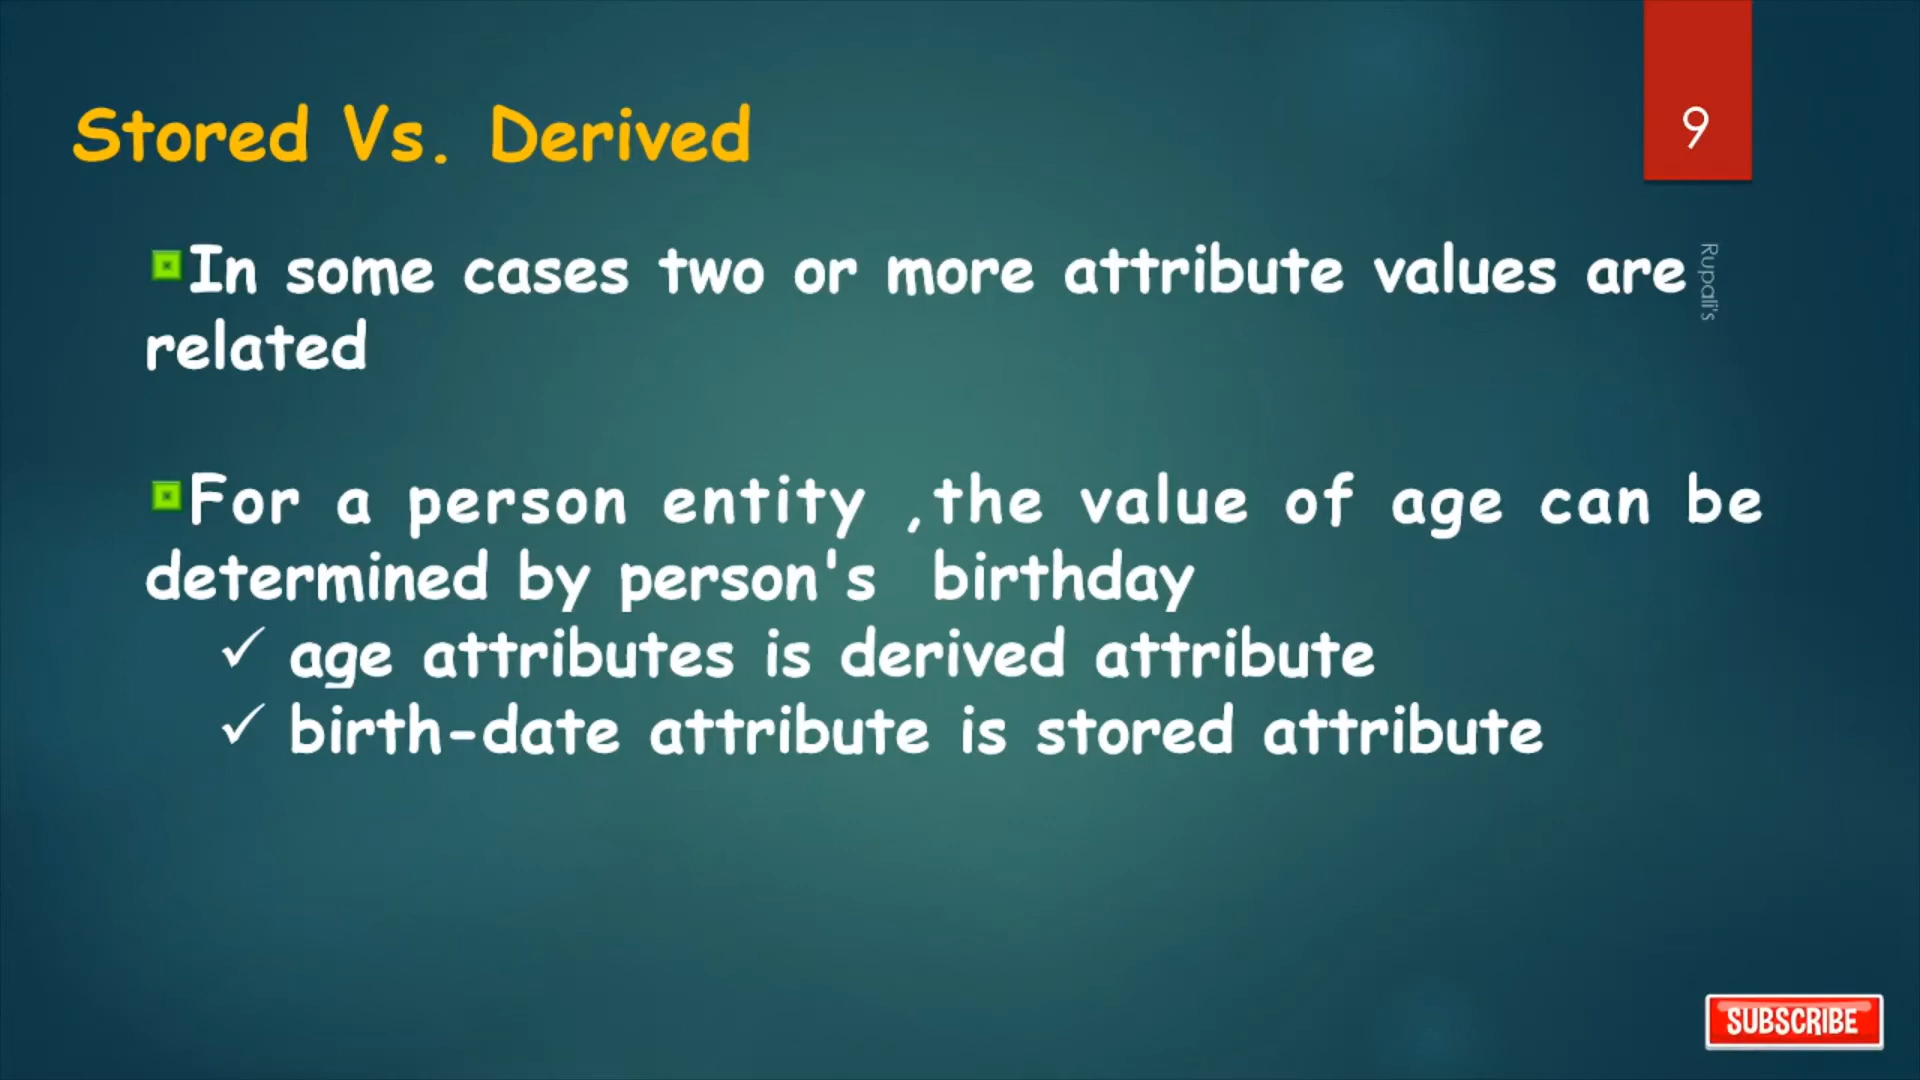 Stored Vs. Derived
9
In some cases two or more attribute values are
related
Rupali's
For a person entity ,the value of age can be
determined by person's birthday
✓ age attributes is derived attribute
✓ birth-date attribute is stored attribute
SUBSCRIBE